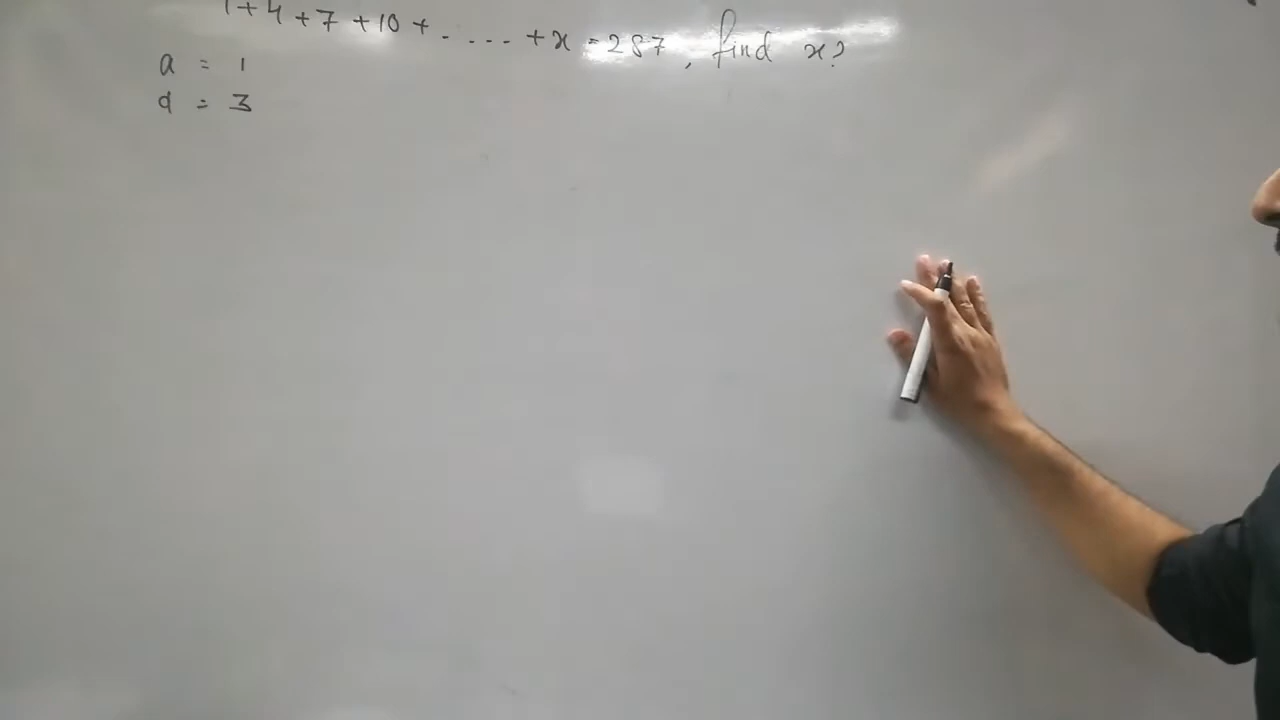 1 + 4 + 7 + 10 + ..... + x = 287, find x?
a = 1
d = 3